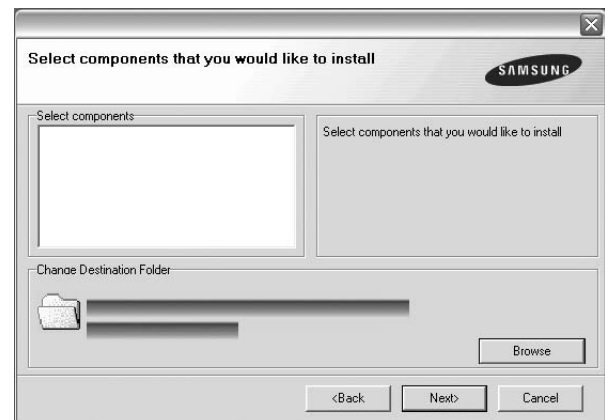 Select components that you would like to install
SAMSUNG
Select components
Select components that you would like to install
Change Destination Folder
Browse
<Back
Next>
Cancel